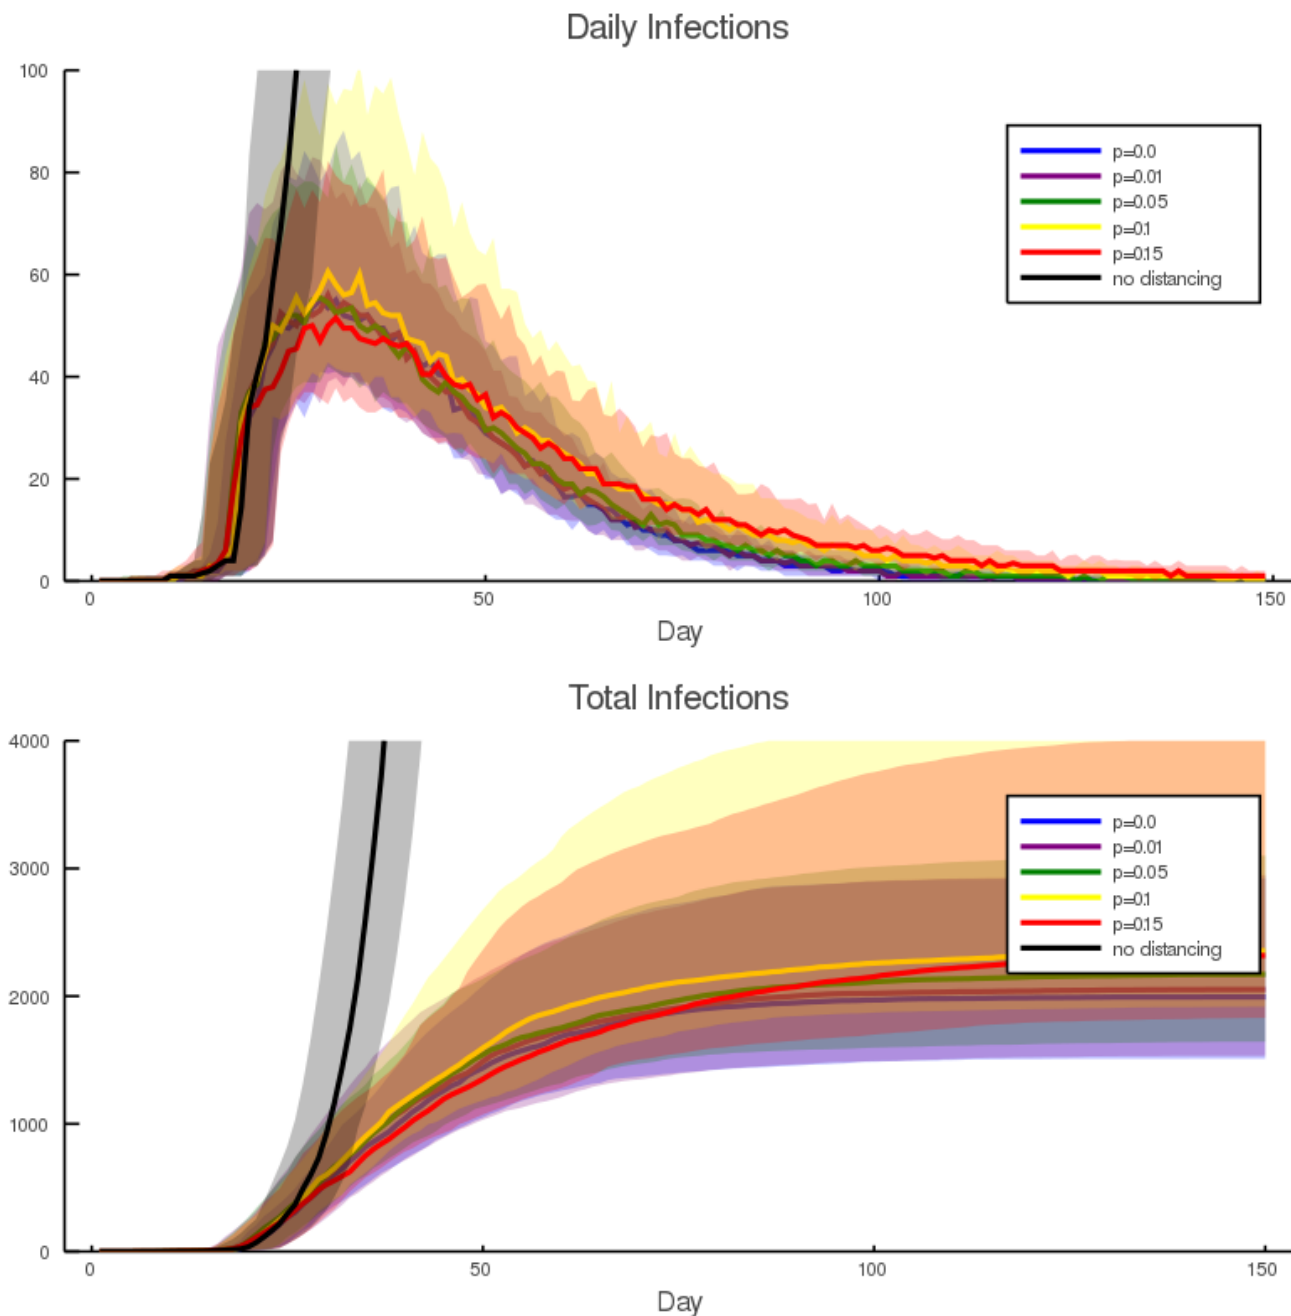 Daily Infections
100
80
60
40
20
0
p=0.0
p=0.01
p=0.05
p=0.1
p=0.15
no distancing
0 50 100 150
Day
Total Infections
4000
3000
2000
1000
0
p=0.0
p=0.01
p=0.05
p=0.1
p=0.15
no distancing
0 50 100 150
Day